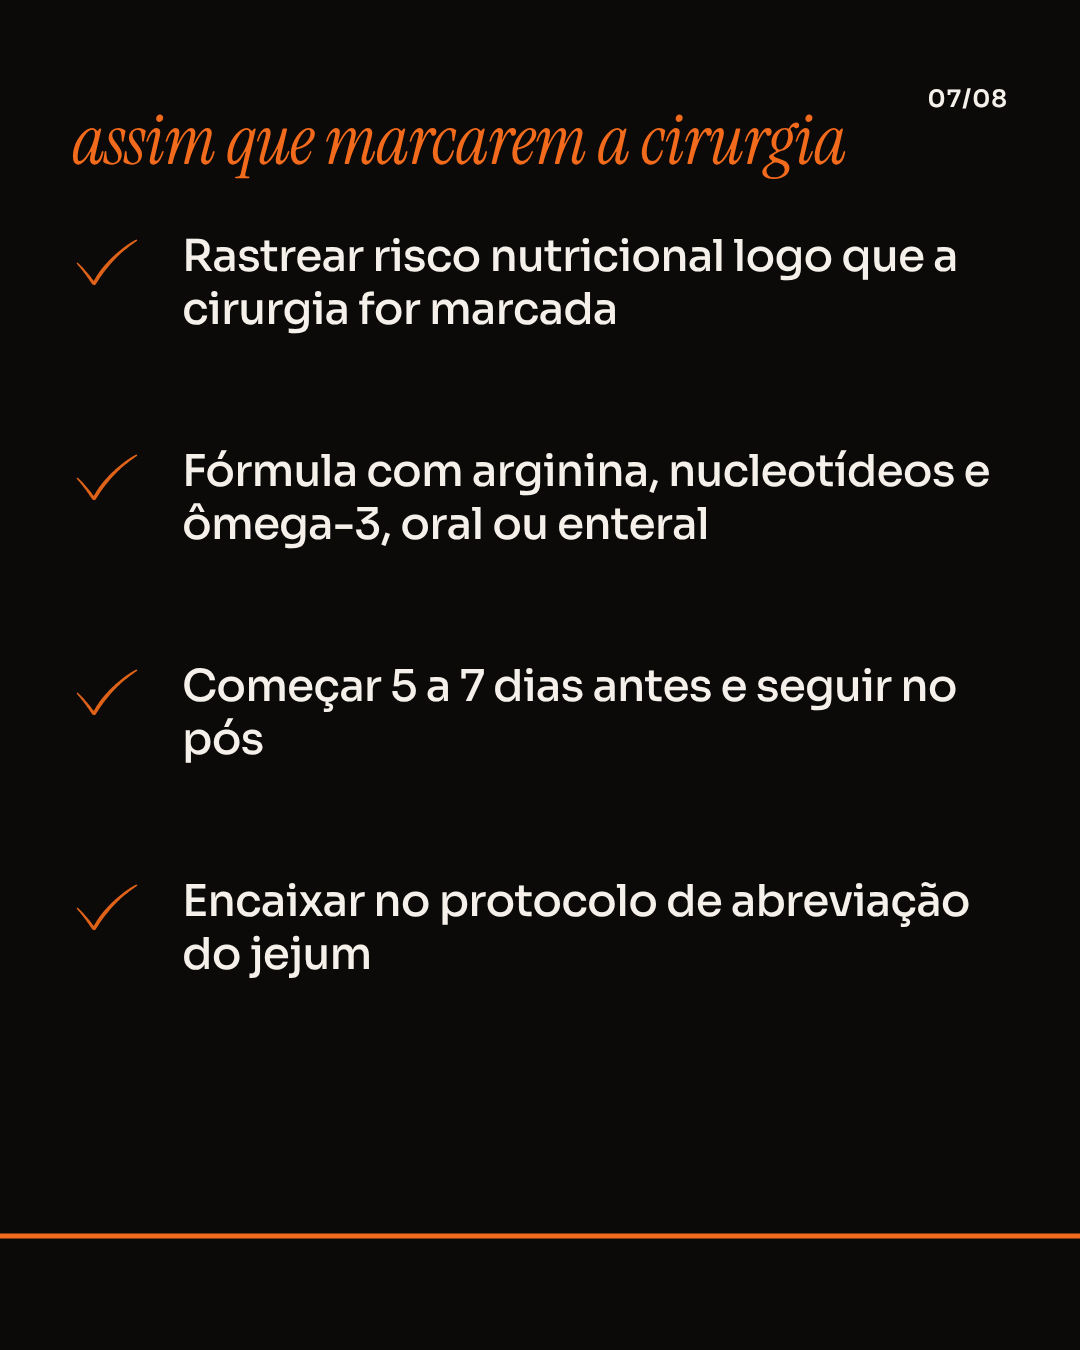 07/08
assim que marcarem a cirurgia
Rastrear risco nutricional logo que a
cirurgia for marcada
Fórmula com arginina, nucleotídeos e
ômega-3, oral ou enteral
Começar 5 a 7 dias antes e seguir no
pós
Encaixar no protocolo de abreviação
do jejum